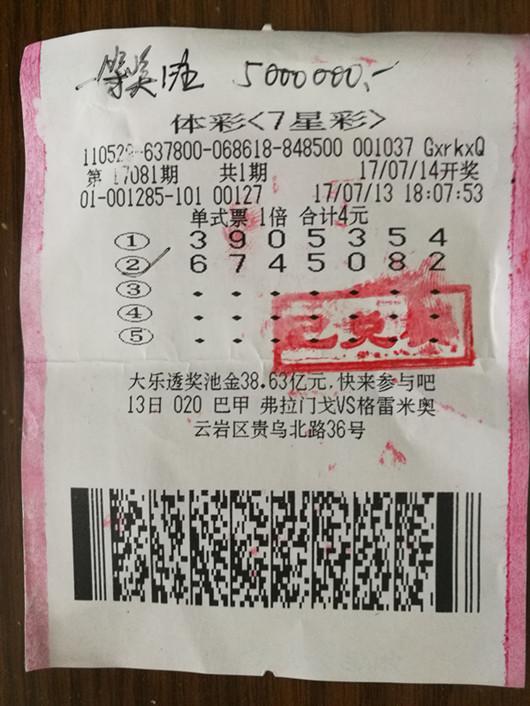 一等奖1注 5000000.-
体彩<7星彩>
110529-637800-068618-848500 001037 GxrkxQ
第 17081期 共1期 17/07/14开奖
01-001285-101 00127 17/07/13 18:07:53
单式票 1倍 合计4元
① 3 9 0 5 3 5 4
② 6 7 4 5 0 8 2
③
④
⑤
已兑奖
大乐透奖池金38.63亿元,快来参与吧
13日 020 巴甲 弗拉门戈VS格雷米奥
云岩区贵乌北路36号